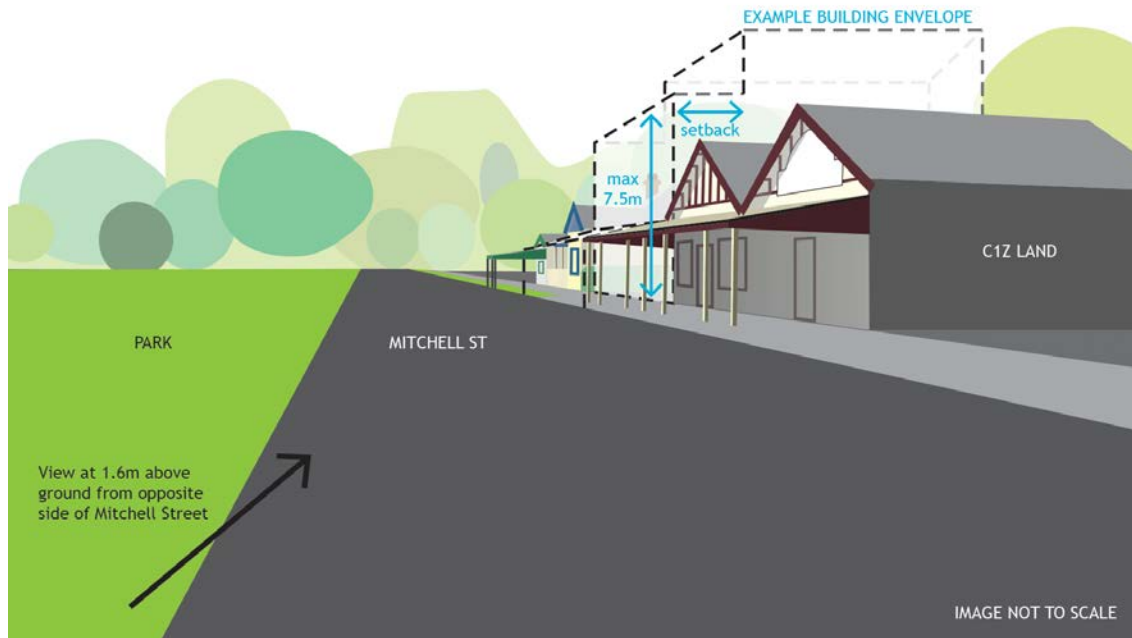 EXAMPLE BUILDING ENVELOPE
setback
max
7.5m
C1Z LAND
PARK
MITCHELL ST
View at 1.6m above
ground from opposite
side of Mitchell Street
IMAGE NOT TO SCALE